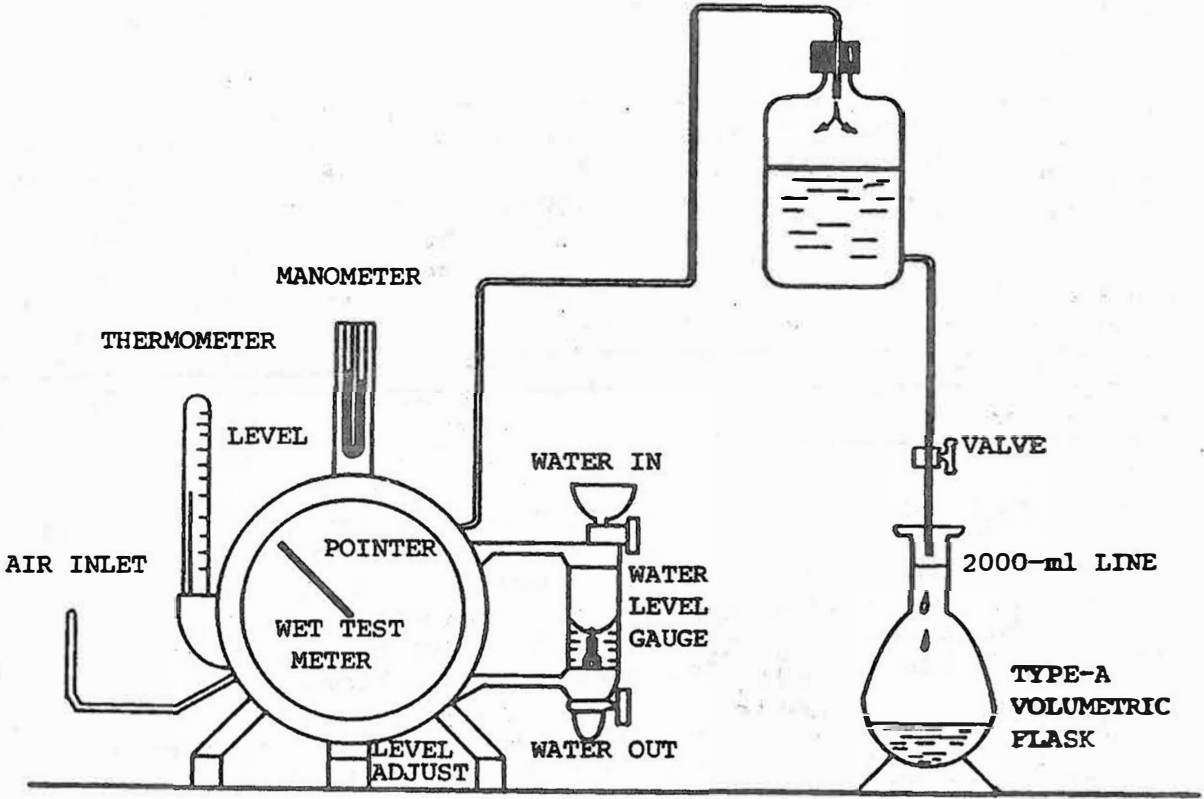 MANOMETER
THERMOMETER
LEVEL
VALVE
WATER IN
POINTER
AIR INLET
2000-ml LINE
WATER
LEVEL
GAUGE
WET TEST
METER
TYPE-A
VOLUMETRIC
FLASK
LEVEL
ADJUST
WATER OUT